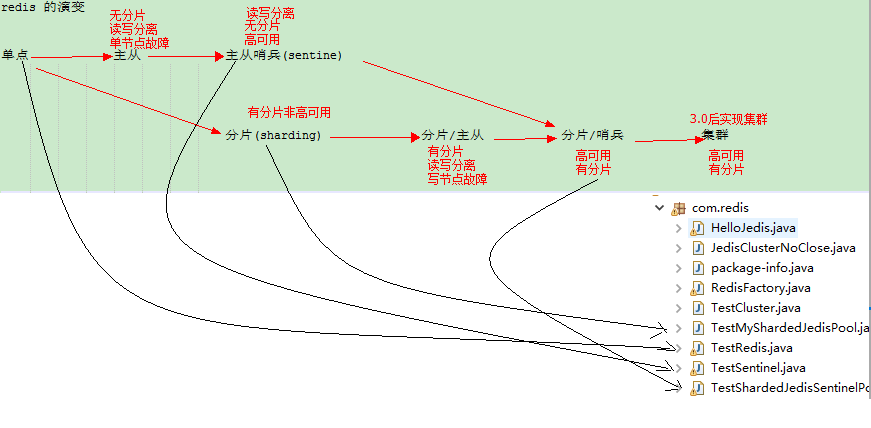 redis 的演变
无分片
读写分离
单节点故障
读写分离
无分片
高可用
单点
主从
主从哨兵(sentine)
有分片非高可用
3.0后实现集群
分片(sharding)
分片/主从
分片/哨兵
集群
有分片
读写分离
写节点故障
高可用
有分片
高可用
有分片
com.redis
HelloJedis.java
JedisClusterNoClose.java
package-info.java
RedisFactory.java
TestCluster.java
TestMyShardedJedisPool.ja
TestRedis.java
TestSentinel.java
TestShardedJedisSentinelPo